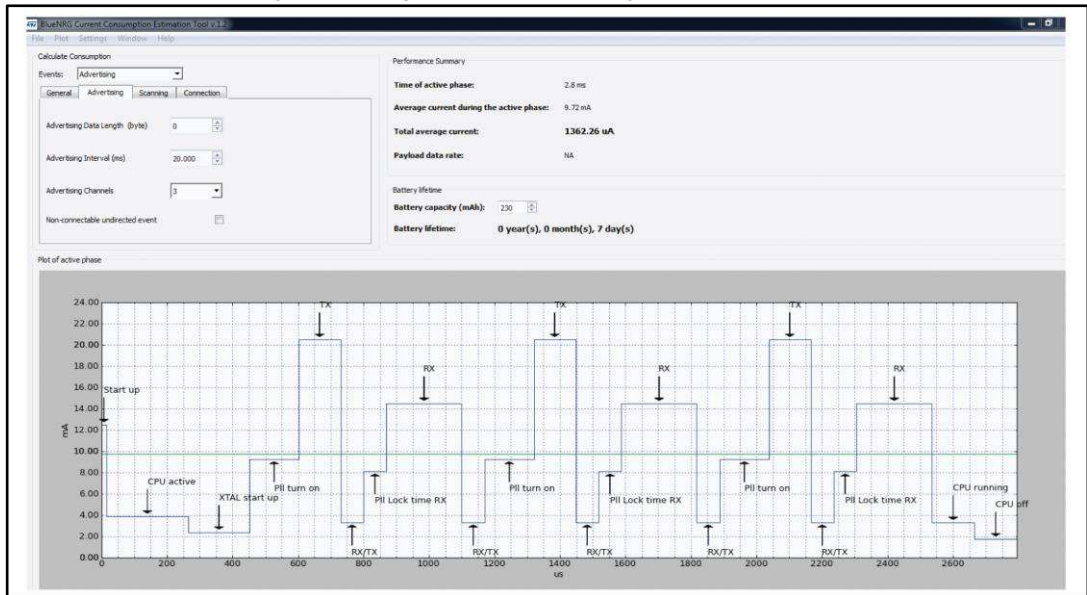 BlueNRG Current Consumption Estimation Tool v.1.2
File Plot Settings Window Help
Calculate Consumption
Events: Advertising
General Advertising Scanning Connection
Advertising Data Length (byte) 0
Advertising Interval (ms) 20.000
Advertising Channels 3
Non-connectable undirected event
Performance Summary
Time of active phase: 2.8 ms
Average current during the active phase: 9.72 mA
Total average current: 1362.26 uA
Payload data rate: NA
Battery lifetime
Battery capacity (mAh): 230
Battery lifetime: 0 year(s), 0 month(s), 7 day(s)
Plot of active phase
24.00
22.00
20.00
18.00
16.00
14.00
12.00
10.00
8.00
6.00
4.00
2.00
0.00
mA
TX TX TX
RX RX RX
Start up
CPU active
XTAL start up
Pll turn on
Pll Lock time RX
Pll turn on
Pll Lock time RX
Pll turn on
Pll Lock time RX
CPU running
CPU off
RX/TX RX/TX RX/TX RX/TX RX/TX
0 200 400 600 800 1000 1200 1400 1600 1800 2000 2200 2400 2600
us